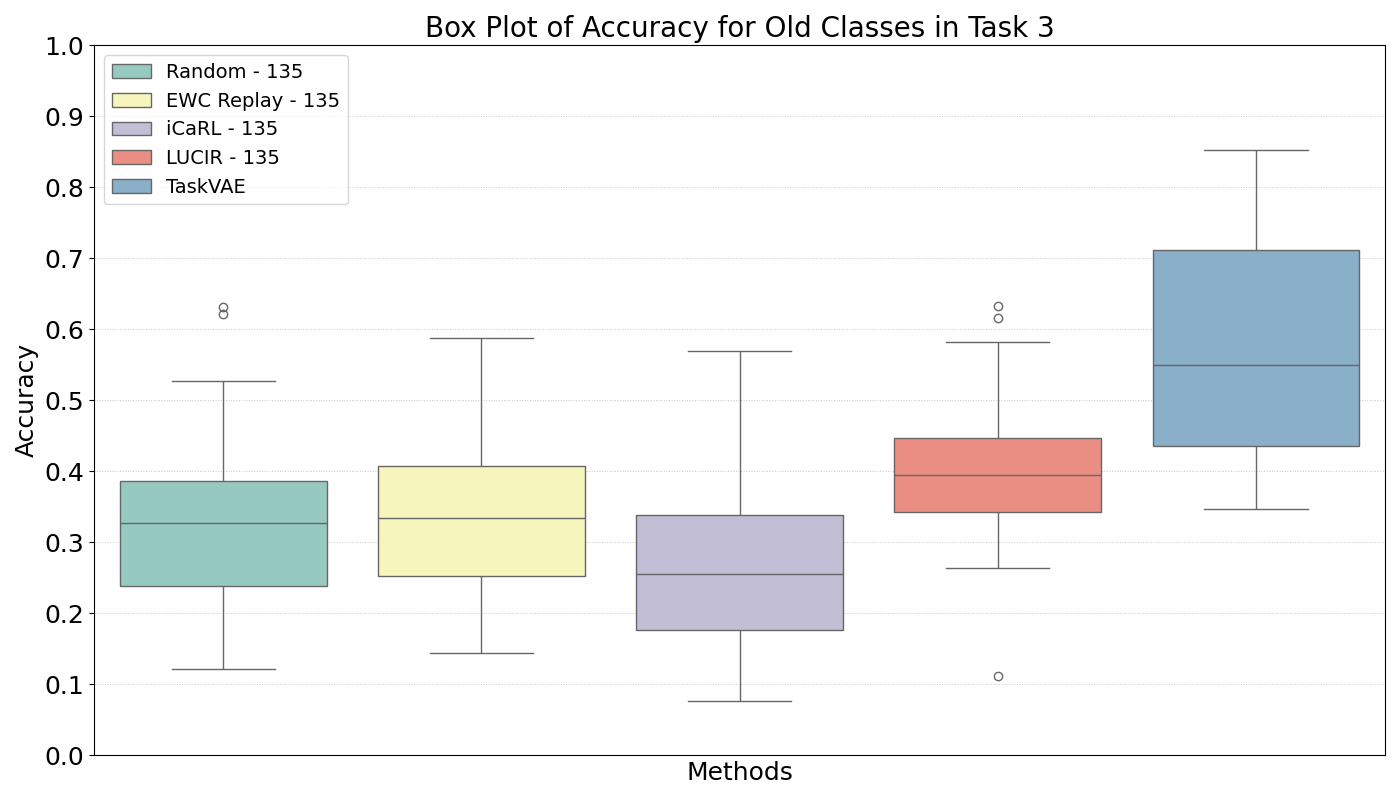 Box Plot of Accuracy for Old Classes in Task 3
1.0
0.9
0.8
0.7
0.6
0.5
0.4
0.3
0.2
0.1
0.0
Accuracy
Random - 135
EWC Replay - 135
iCaRL - 135
LUCIR - 135
TaskVAE
Methods